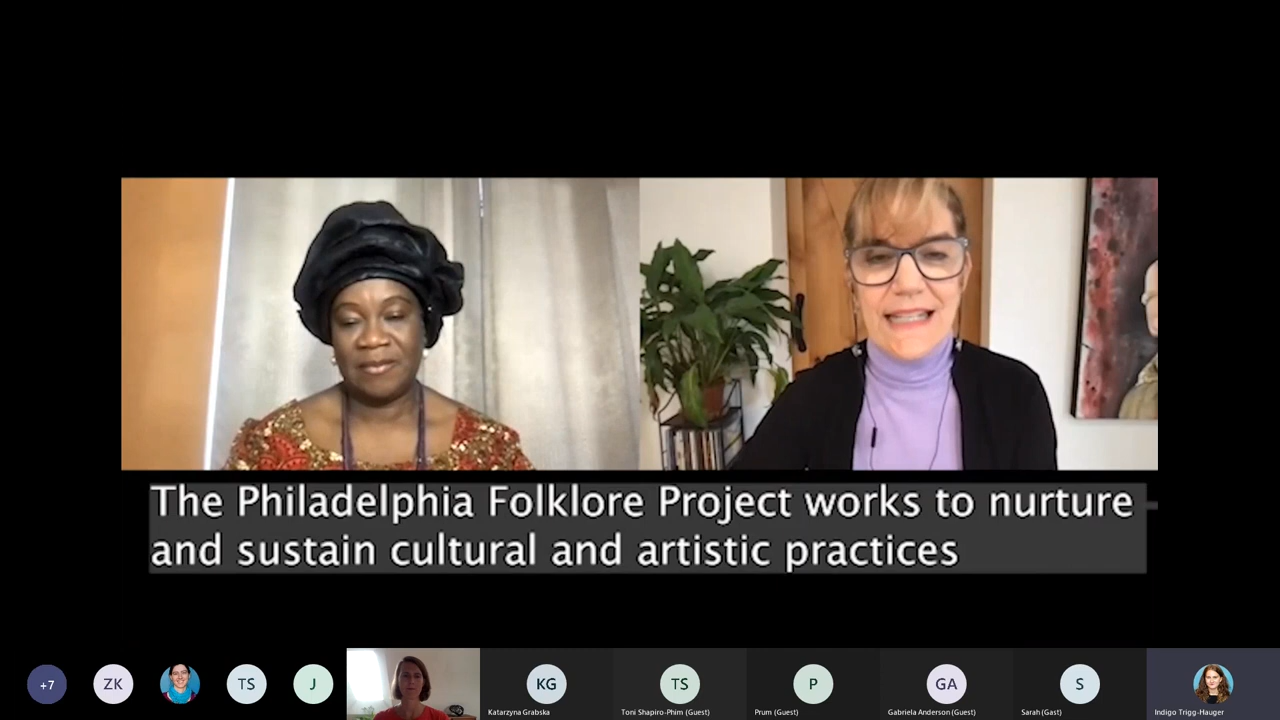 The Philadelphia Folklore Project works to nurture
and sustain cultural and artistic practices
+7
ZK
TS
J
KG
TS
P
GA
S
Katarzyna Grabska
Toni Shapiro-Phim (Guest)
Prum (Guest)
Gabriela Anderson (Guest)
Sarah (Gast)
Indigo Trigg-Hauger